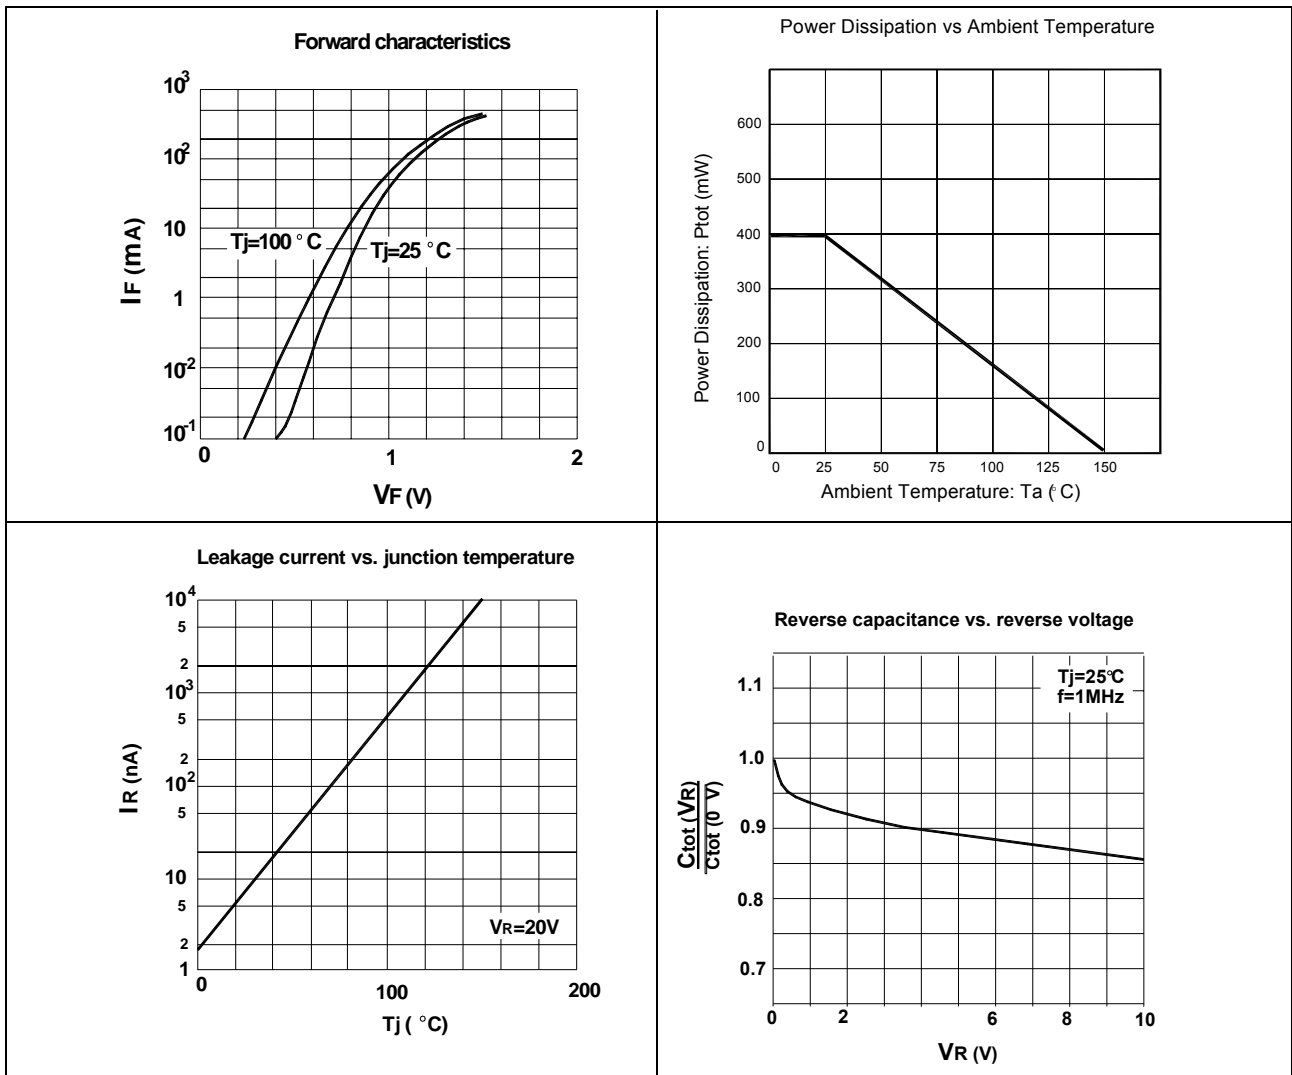 Forward characteristics
10³
10²
10
1
10⁻²
10⁻¹
IF (mA)
Tj=100 °C
Tj=25 °C
0 1 2
VF (V)
Power Dissipation vs Ambient Temperature
600
500
400
300
200
100
0
Power Dissipation: Ptot (mW)
0 25 50 75 100 125 150
Ambient Temperature: Ta (°C)
Leakage current vs. junction temperature
10⁴
5
2
10³
5
2
10²
5
10
5
2
1
IR (nA)
VR=20V
0 100 200
Tj ( °C)
Reverse capacitance vs. reverse voltage
Tj=25°C
f=1MHz
1.1
1.0
0.9
0.8
0.7
Ctot (VR)
Ctot (0 V)
0 2 6 8 10
VR (V)